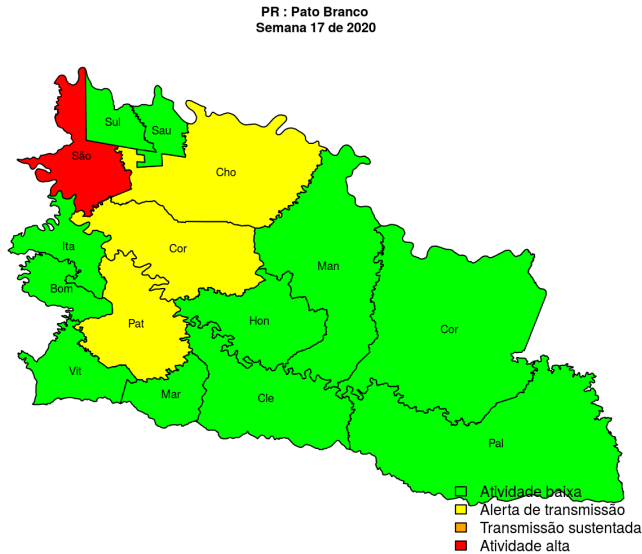 PR : Pato Branco
Semana 17 de 2020
Sul
Sau
São
Cho
Ita
Cor
Man
Bom
Pat
Hon
Cor
Vit
Mar
Cle
Pal
Atividade baixa
Alerta de transmissão
Transmissão sustentada
Atividade alta